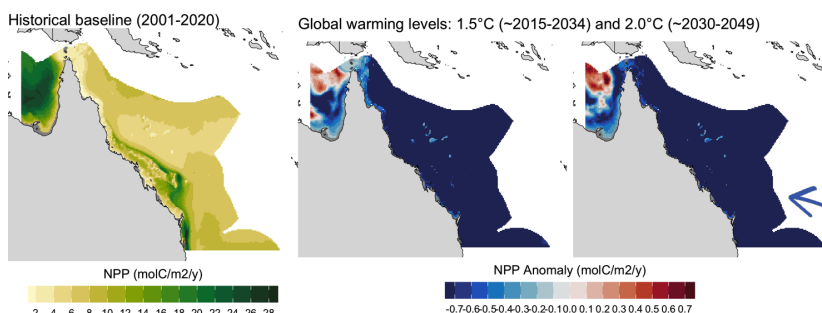 Historical baseline (2001-2020)
Global warming levels: 1.5°C (~2015-2034) and 2.0°C (~2030-2049)
NPP (molC/m2/y)
2 4 6 8 10 12 14 16 18 20 22 24 26 28
NPP Anomaly (molC/m2/y)
-0.7-0.6-0.5-0.4-0.3-0.2-0.1-0.0 0.1 0.2 0.3 0.4 0.5 0.6 0.7